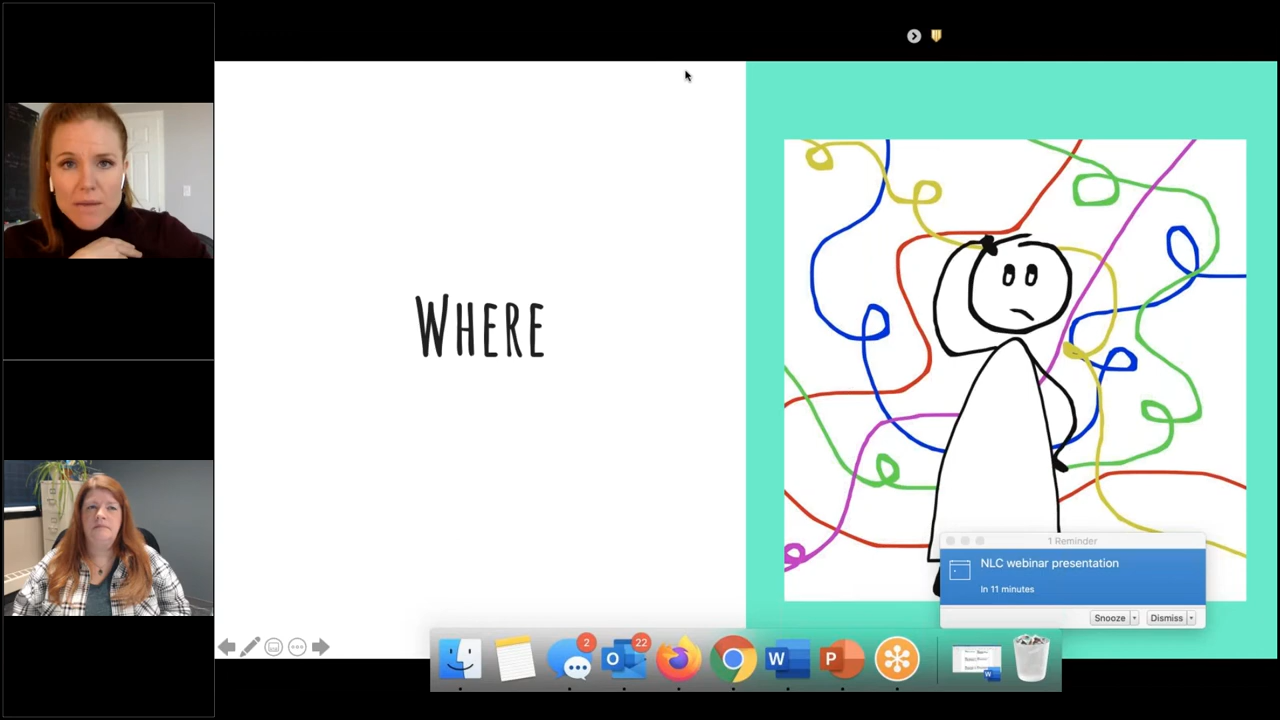 WHERE
1 Reminder
NLC webinar presentation
In 11 minutes
Snooze
Dismiss
2
22
O
W
P
W